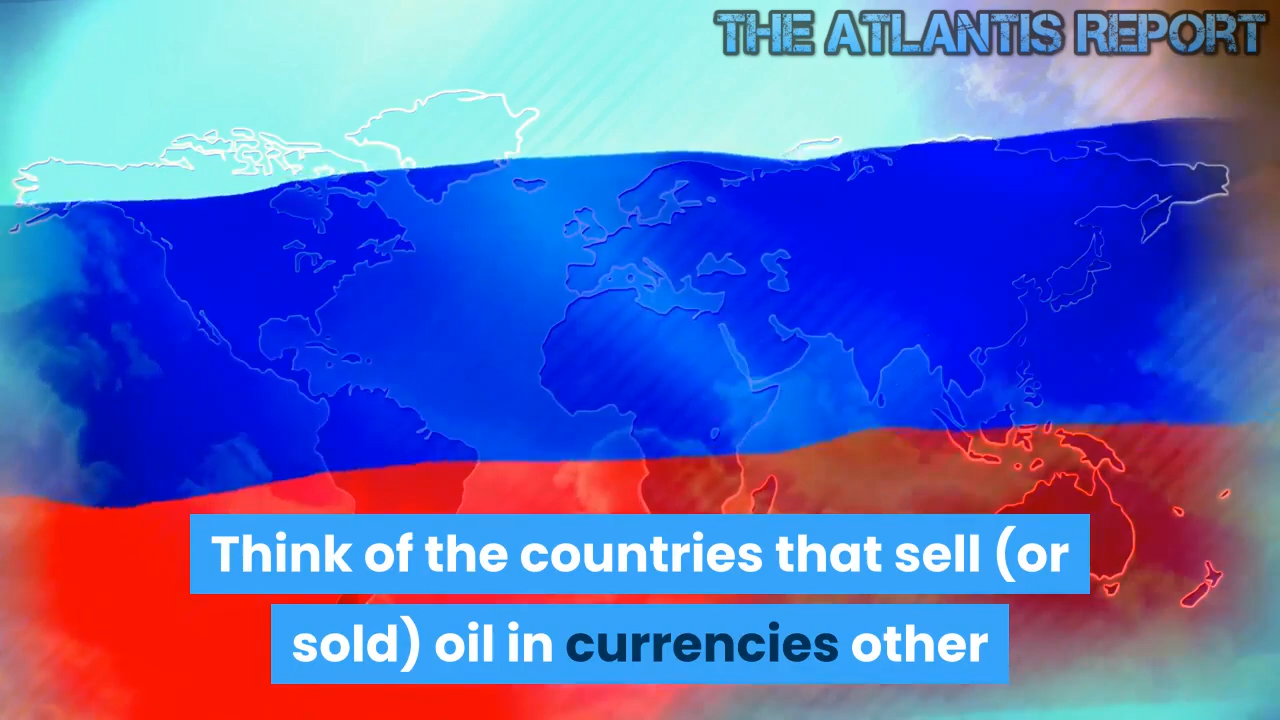 THE ATLANTIS REPORT
Think of the countries that sell (or
sold) oil in currencies other